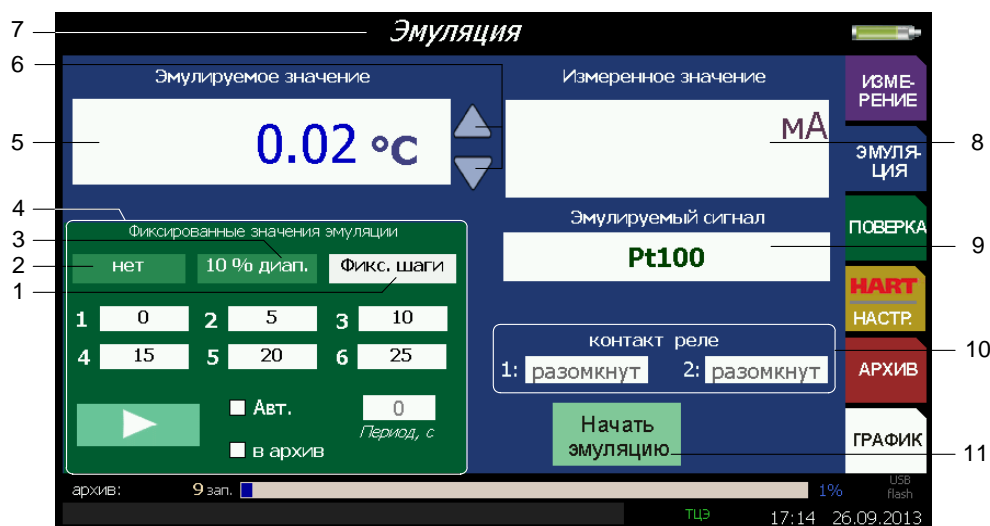 7
Эмуляция
6
Эмулируемое значение
Измеренное значение
ИЗМЕ-
РЕНИЕ
5
0.02 °C
мА
8
ЭМУЛЯ-
ЦИЯ
4
Фиксированные значения эмуляции
Эмулируемый сигнал
ПОВЕРКА
3
2
нет
10 % диап.
Фикс. шаги
Pt100
9
1
HART
НАСТР.
1 0 2 5 3 10
4 15 5 20 6 25
контакт реле
1: разомкнут 2: разомкнут
10
АРХИВ
Авт.
0
Период, с
в архив
Начать
эмуляцию
11
ГРАФИК
архив: 9 зап. 1%
USB
flash
ТЦЭ 17:14 26.09.2013